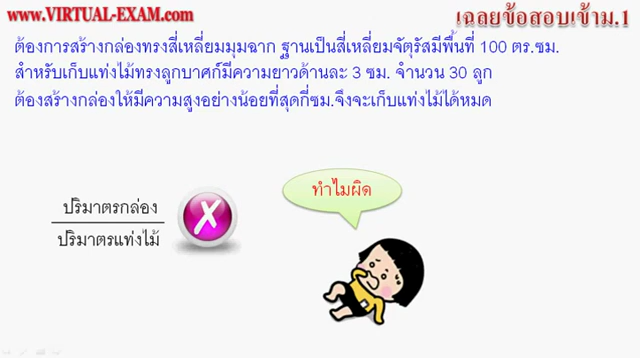 www.VIRTUAL-EXAM.com
เฉลยข้อสอบเข้าม.1
ต้องการสร้างกล่องทรงสี่เหลี่ยมมุมฉาก ฐานเป็นสี่เหลี่ยมจัตุรัสมีพื้นที่ 100 ตร.ซม.
สำหรับเก็บแท่งไม้ทรงลูกบาศก์มีความยาวด้านละ 3 ซม. จำนวน 30 ลูก
ต้องสร้างกล่องให้มีความสูงอย่างน้อยที่สุดกี่ซม.จึงจะเก็บแท่งไม้ได้หมด
ทำไมผิด
ปริมาตรกล่อง
ปริมาตรแท่งไม้
X